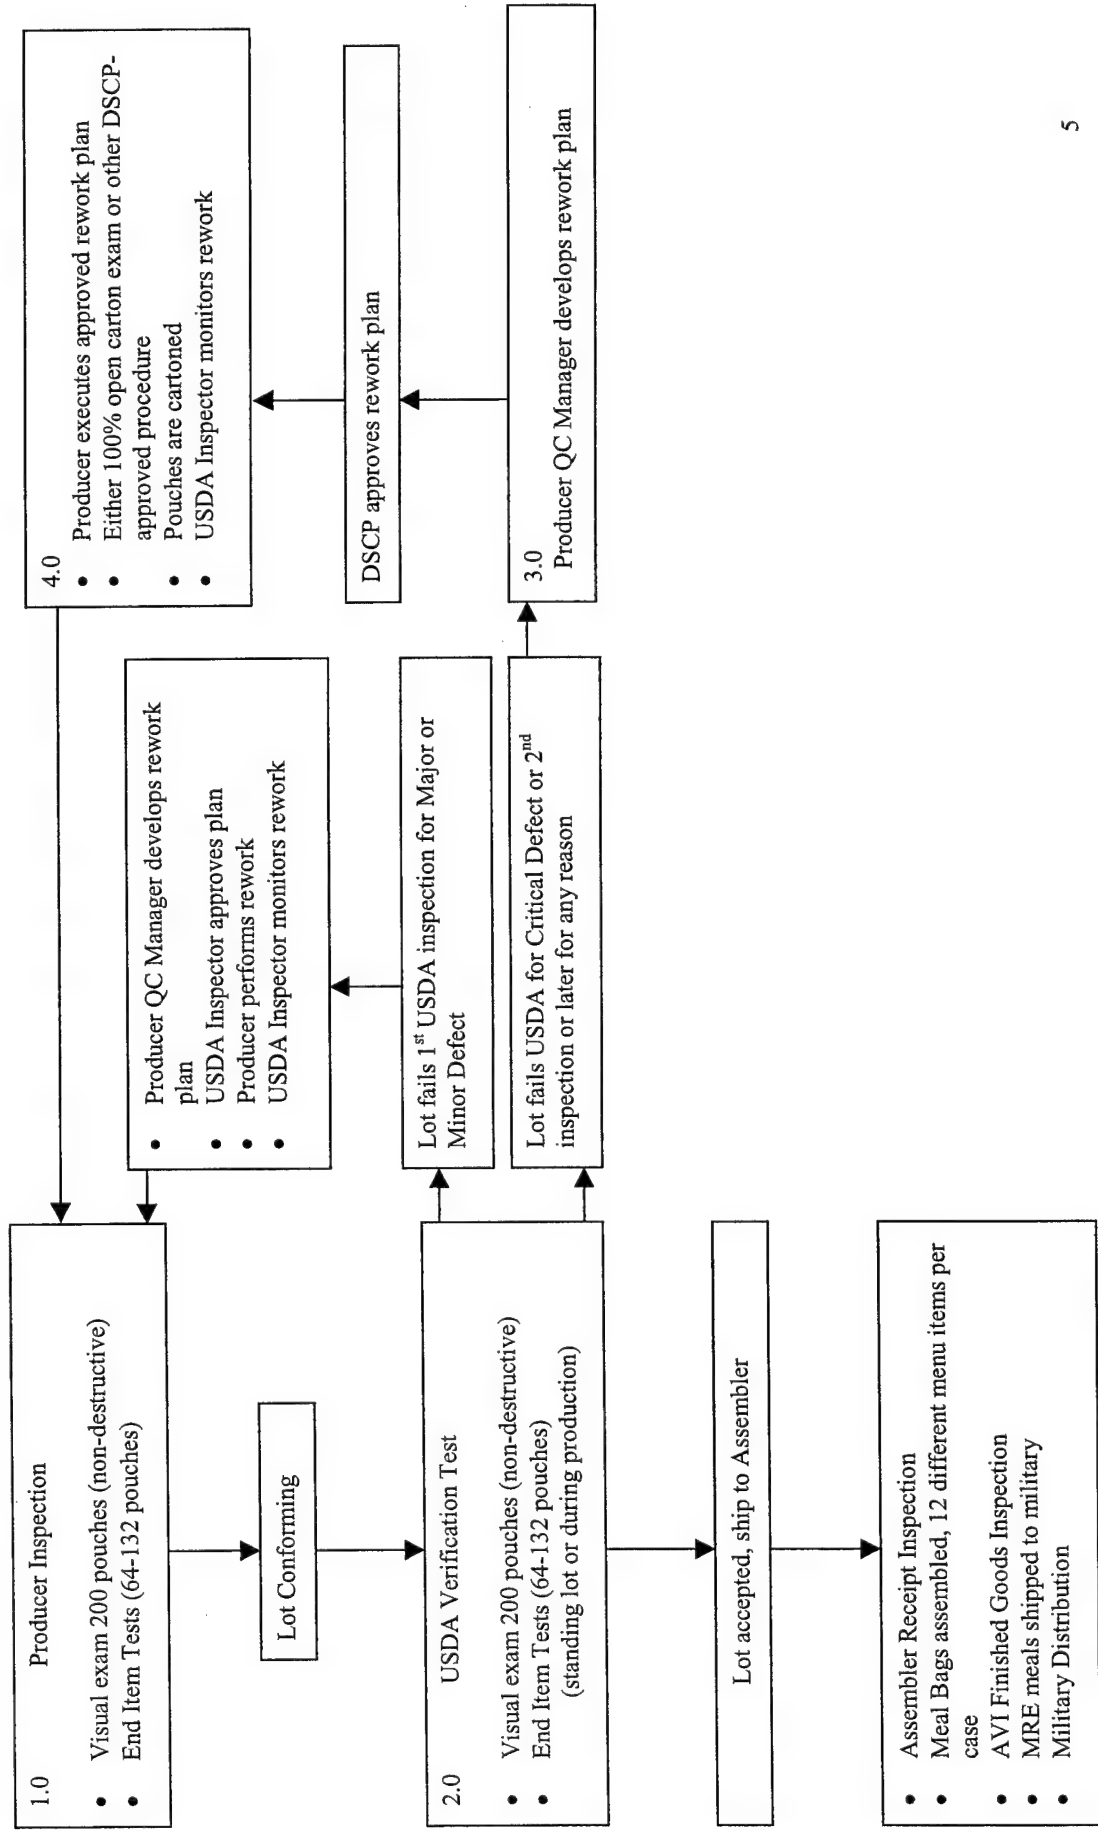 1.0 Producer Inspection
• Visual exam 200 pouches (non-destructive)
• End Item Tests (64-132 pouches)
Lot Conforming
2.0 USDA Verification Test
• Visual exam 200 pouches (non-destructive)
• End Item Tests (64-132 pouches)
(standing lot or during production)
Lot accepted, ship to Assembler
• Assembler Receipt Inspection
• Meal Bags assembled, 12 different menu items per
case
• AVI Finished Goods Inspection
• MRE meals shipped to military
• Military Distribution
• Producer QC Manager develops rework
plan
• USDA Inspector approves plan
• Producer performs rework
• USDA Inspector monitors rework
Lot fails 1st USDA inspection for Major or
Minor Defect
Lot fails USDA for Critical Defect or 2nd
inspection or later for any reason
4.0
• Producer executes approved rework plan
• Either 100% open carton exam or other DSCP-
approved procedure
• Pouches are cartoned
• USDA Inspector monitors rework
DSCP approves rework plan
3.0
Producer QC Manager develops rework plan
5